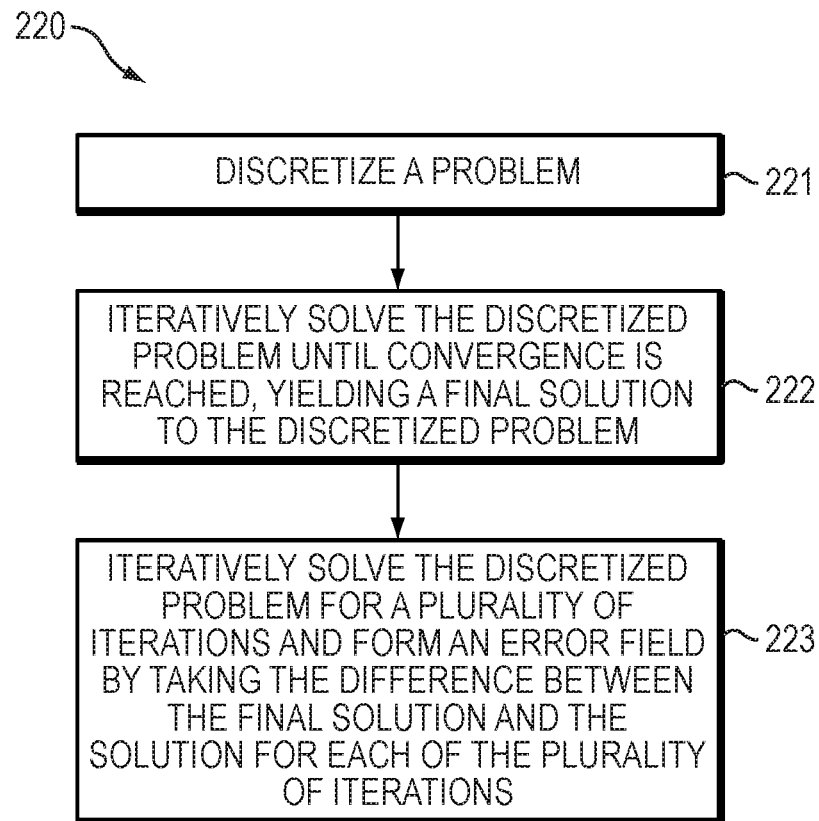 220
DISCRETIZE A PROBLEM
221
ITERATIVELY SOLVE THE DISCRETIZED
PROBLEM UNTIL CONVERGENCE IS
REACHED, YIELDING A FINAL SOLUTION
TO THE DISCRETIZED PROBLEM
222
ITERATIVELY SOLVE THE DISCRETIZED
PROBLEM FOR A PLURALITY OF
ITERATIONS AND FORM AN ERROR FIELD
BY TAKING THE DIFFERENCE BETWEEN
THE FINAL SOLUTION AND THE
SOLUTION FOR EACH OF THE PLURALITY
OF ITERATIONS
223